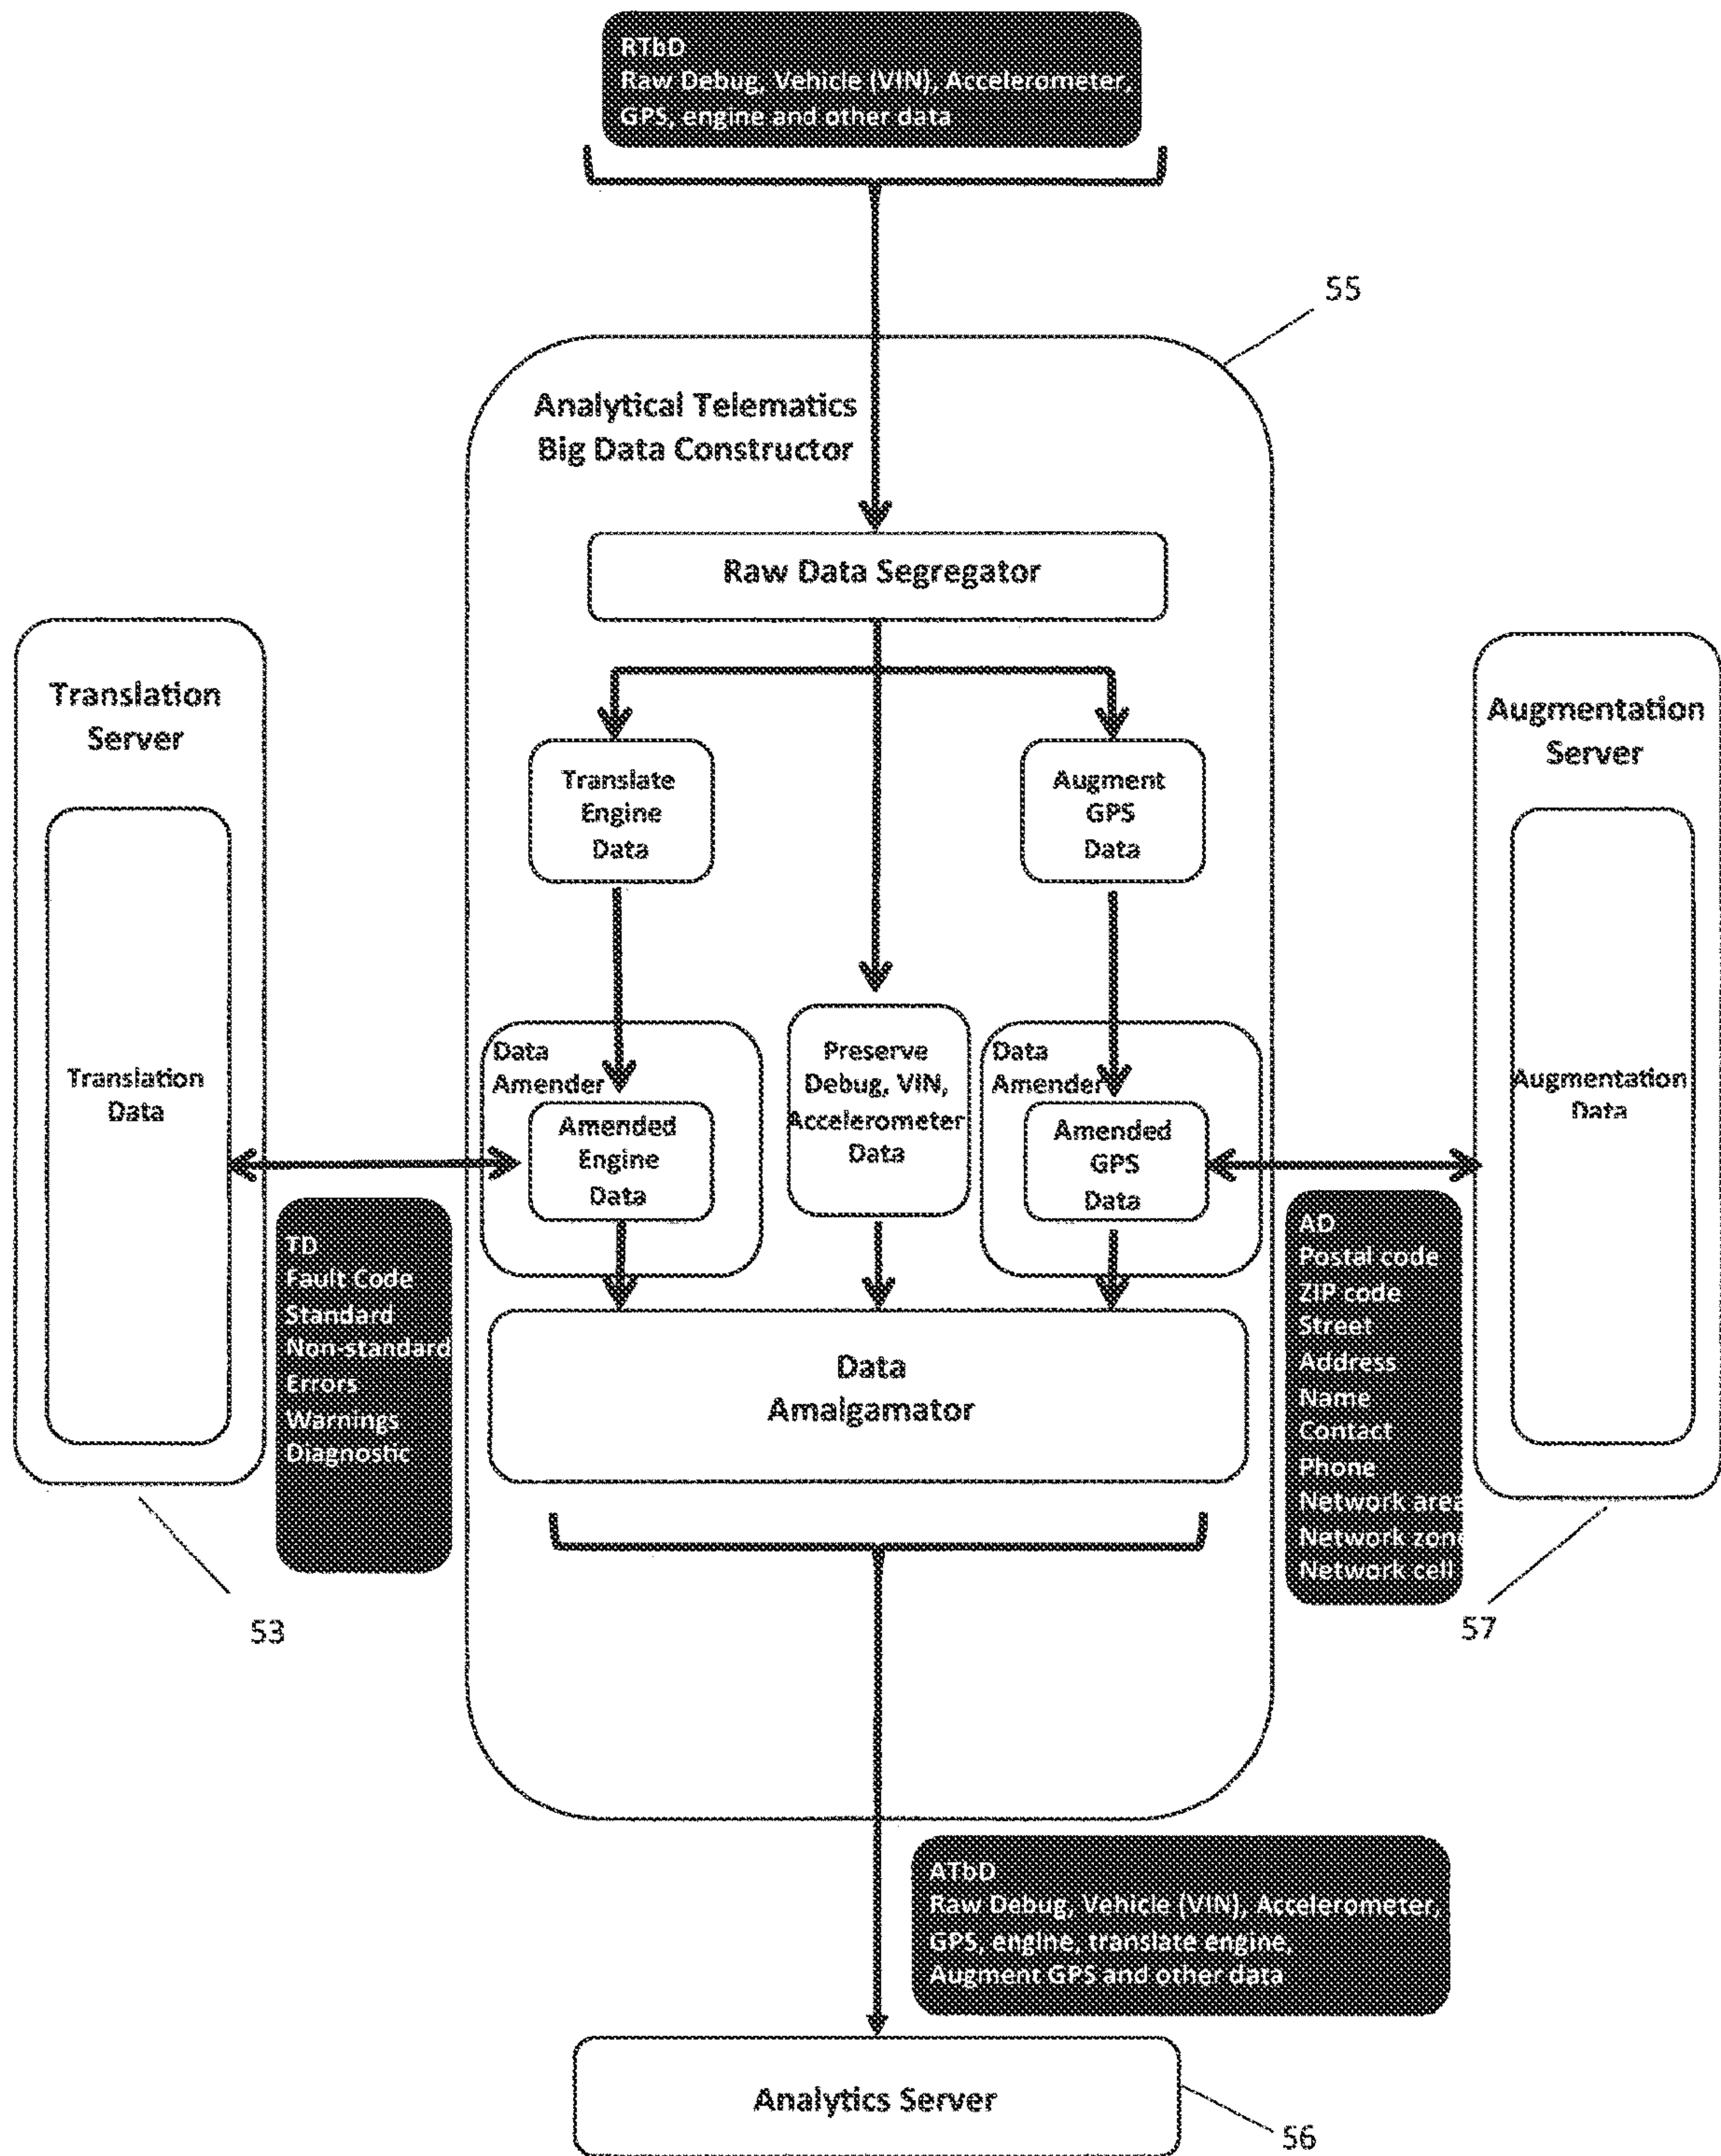 RTbD
Raw Debug, Vehicle (VIN), Accelerometer,
GPS, engine and other data
55
Analytical Telematics
Big Data Constructor
Raw Data Segregator
Translation
Server
Augmentation
Server
Translate
Engine
Data
Augment
GPS
Data
Translation
Data
Data
Amender
Amended
Engine
Data
Preserve
Debug, VIN,
Accelerometer
Data
Data
Amender
Amended
GPS
Data
Augmentation
Data
TD
Fault Code
Standard
Non-standard
Errors
Warnings
Diagnostic
AD
Postal code
ZIP code
Street
Address
Name
Contact
Phone
Network area
Network zone
Network cell
Data
Amalgamator
53
57
ATbD
Raw Debug, Vehicle (VIN), Accelerometer,
GPS, engine, translate engine,
Augment GPS and other data
Analytics Server
56